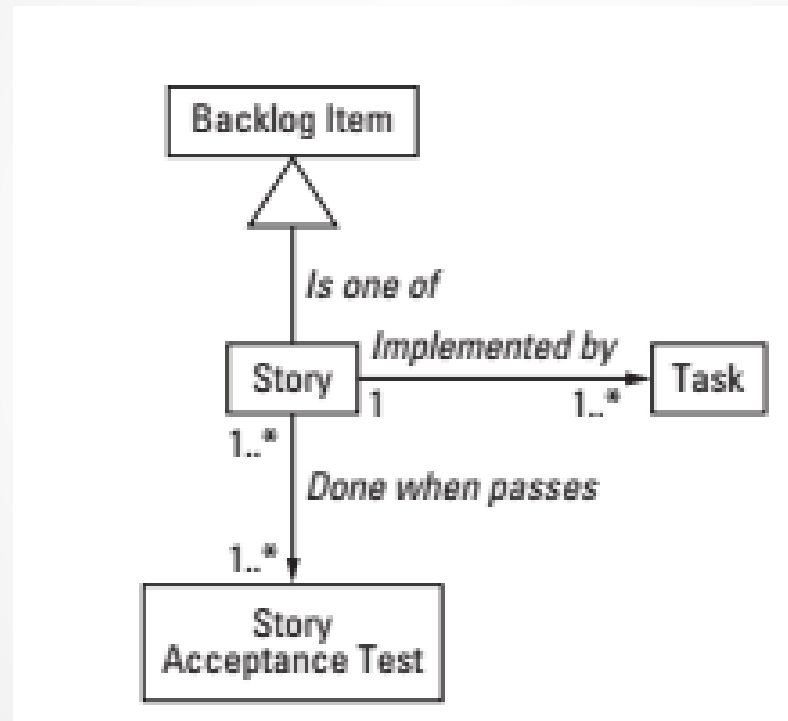 Backlog Item
Is one of
Story
Implemented by
Task
1
1..*
1..*
Done when passes
1..*
Story
Acceptance Test